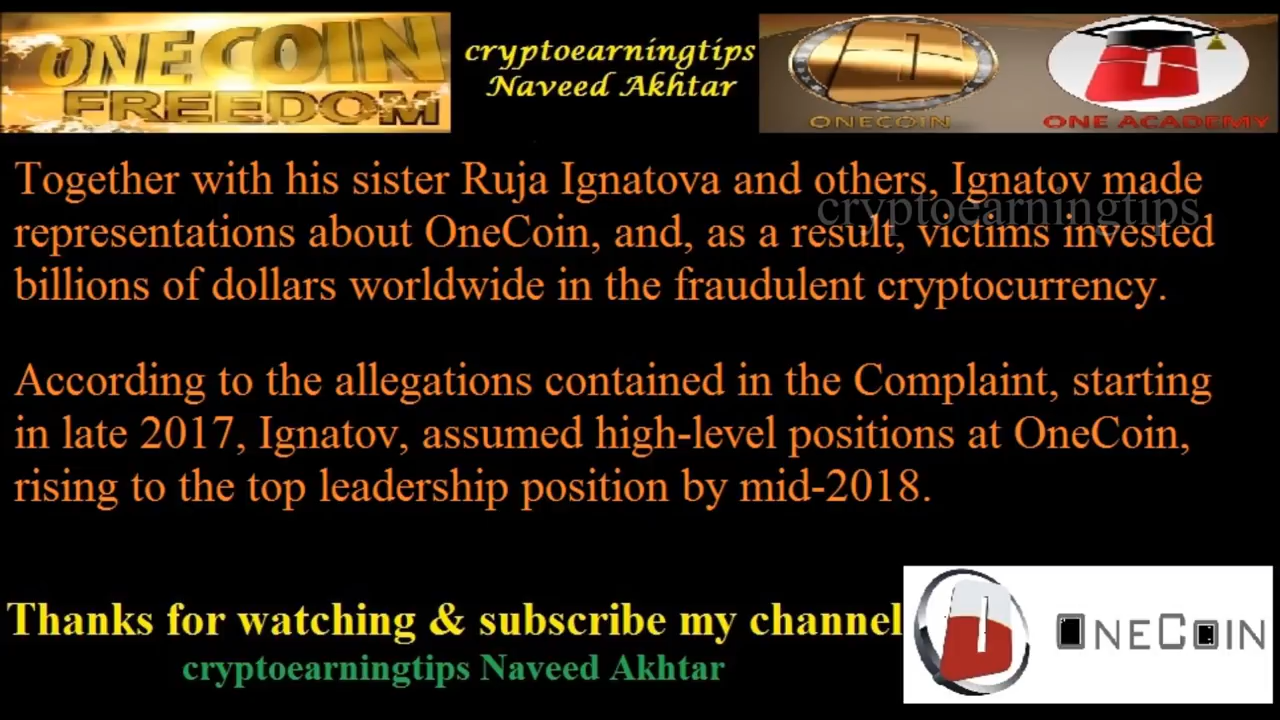 ONE COIN
FREEDOM
cryptoearningtips
Naveed Akhtar
ONECOIN
ONE ACADEMY
Together with his sister Ruja Ignatova and others, Ignatov made
cryptoearningtips
representations about OneCoin, and, as a result, victims invested
billions of dollars worldwide in the fraudulent cryptocurrency.
According to the allegations contained in the Complaint, starting
in late 2017, Ignatov, assumed high-level positions at OneCoin,
rising to the top leadership position by mid-2018.
Thanks for watching & subscribe my channel
cryptoearningtips Naveed Akhtar
ONECOIN